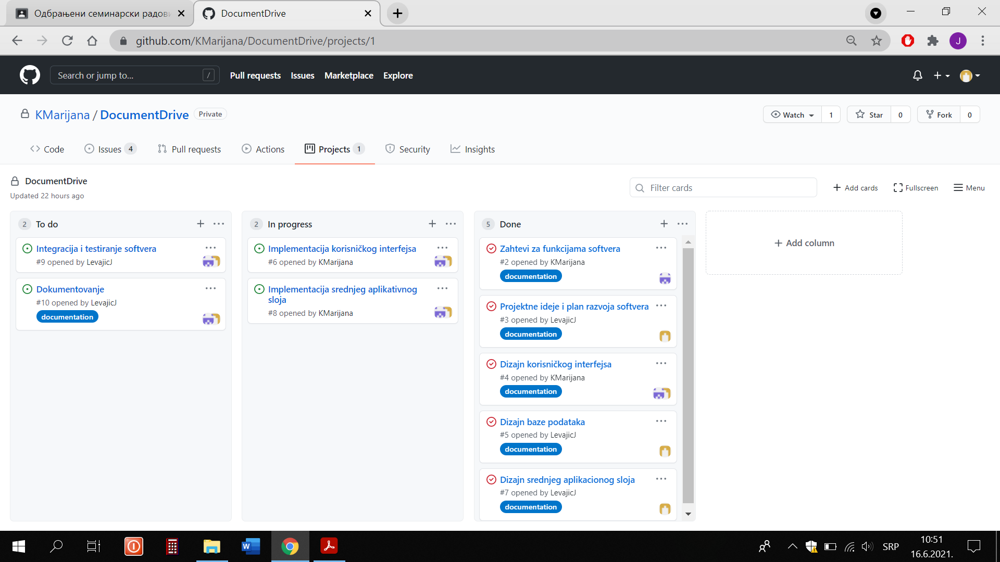 Одбрањени семинарски радови
DocumentDrive
github.com/KMarijana/DocumentDrive/projects/1
J
Search or jump to... /
Pull requests Issues Marketplace Explore
KMarijana / DocumentDrive Private
Watch 1 Star 0 Fork 0
Code Issues 4 Pull requests Actions Projects 1 Security Insights
DocumentDrive
Updated 22 hours ago
Filter cards
Add cards Fullscreen Menu
2 To do
Integracija i testiranje softvera
#9 opened by LevajicJ
Dokumentovanje
#10 opened by LevajicJ
documentation
2 In progress
Implementacija korisničkog interfejsa
#6 opened by KMarijana
Implementacija srednjeg aplikativnog
sloja
#8 opened by KMarijana
5 Done
Zahtevi za funkcijama softvera
#2 opened by KMarijana
documentation
Projektne ideje i plan razvoja softvera
#3 opened by LevajicJ
documentation
Dizajn korisničkog interfejsa
#4 opened by KMarijana
documentation
Dizajn baze podataka
#5 opened by LevajicJ
documentation
Dizajn srednjeg aplikacionog sloja
#7 opened by LevajicJ
documentation
Add column
SRP
10:51
16.6.2021.